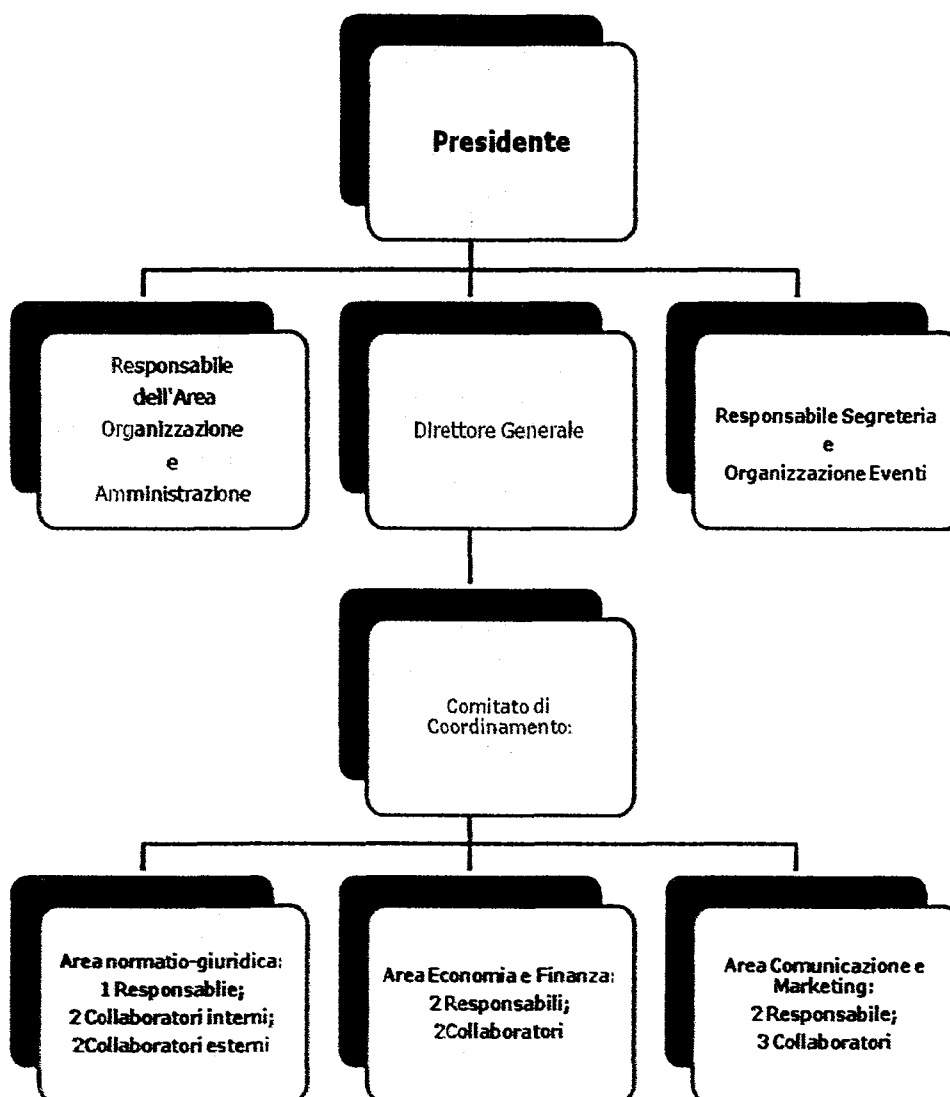 Presidente
Responsabile
dell'Area
Organizzazione
e
Amministrazione
Direttore Generale
Responsabile Segreteria
e
Organizzazione Eventi
Comitato di
Coordinamento:
Area normatio-giuridica:
1 Responsablie;
2 Collaboratori interni;
2Collaboratori esterni
Area Economia e Finanza:
2 Responsabili;
2Collaboratori
Area Comunicazione e
Marketing:
2 Responsabile;
3 Collaboratori